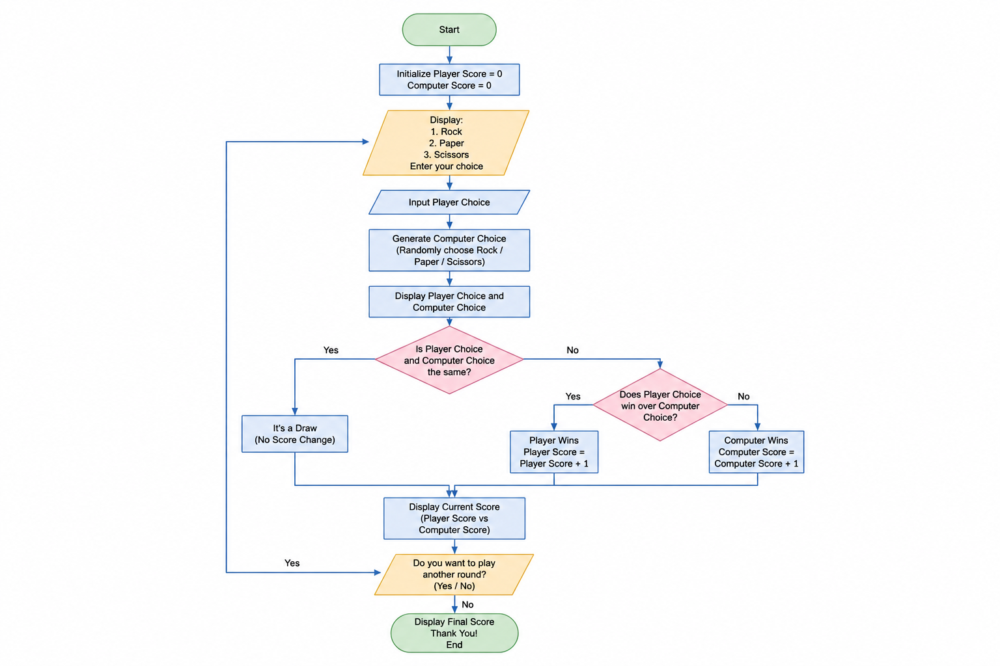 Start
Initialize Player Score = 0
Computer Score = 0
Display:
1. Rock
2. Paper
3. Scissors
Enter your choice
Input Player Choice
Generate Computer Choice
(Randomly choose Rock /
Paper / Scissors)
Display Player Choice and
Computer Choice
Yes
Is Player Choice
and Computer Choice
the same?
No
Yes
Does Player Choice
win over Computer
Choice?
No
It's a Draw
(No Score Change)
Player Wins
Player Score =
Player Score + 1
Computer Wins
Computer Score =
Computer Score + 1
Display Current Score
(Player Score vs
Computer Score)
Yes
Do you want to play
another round?
(Yes / No)
No
Display Final Score
Thank You!
End